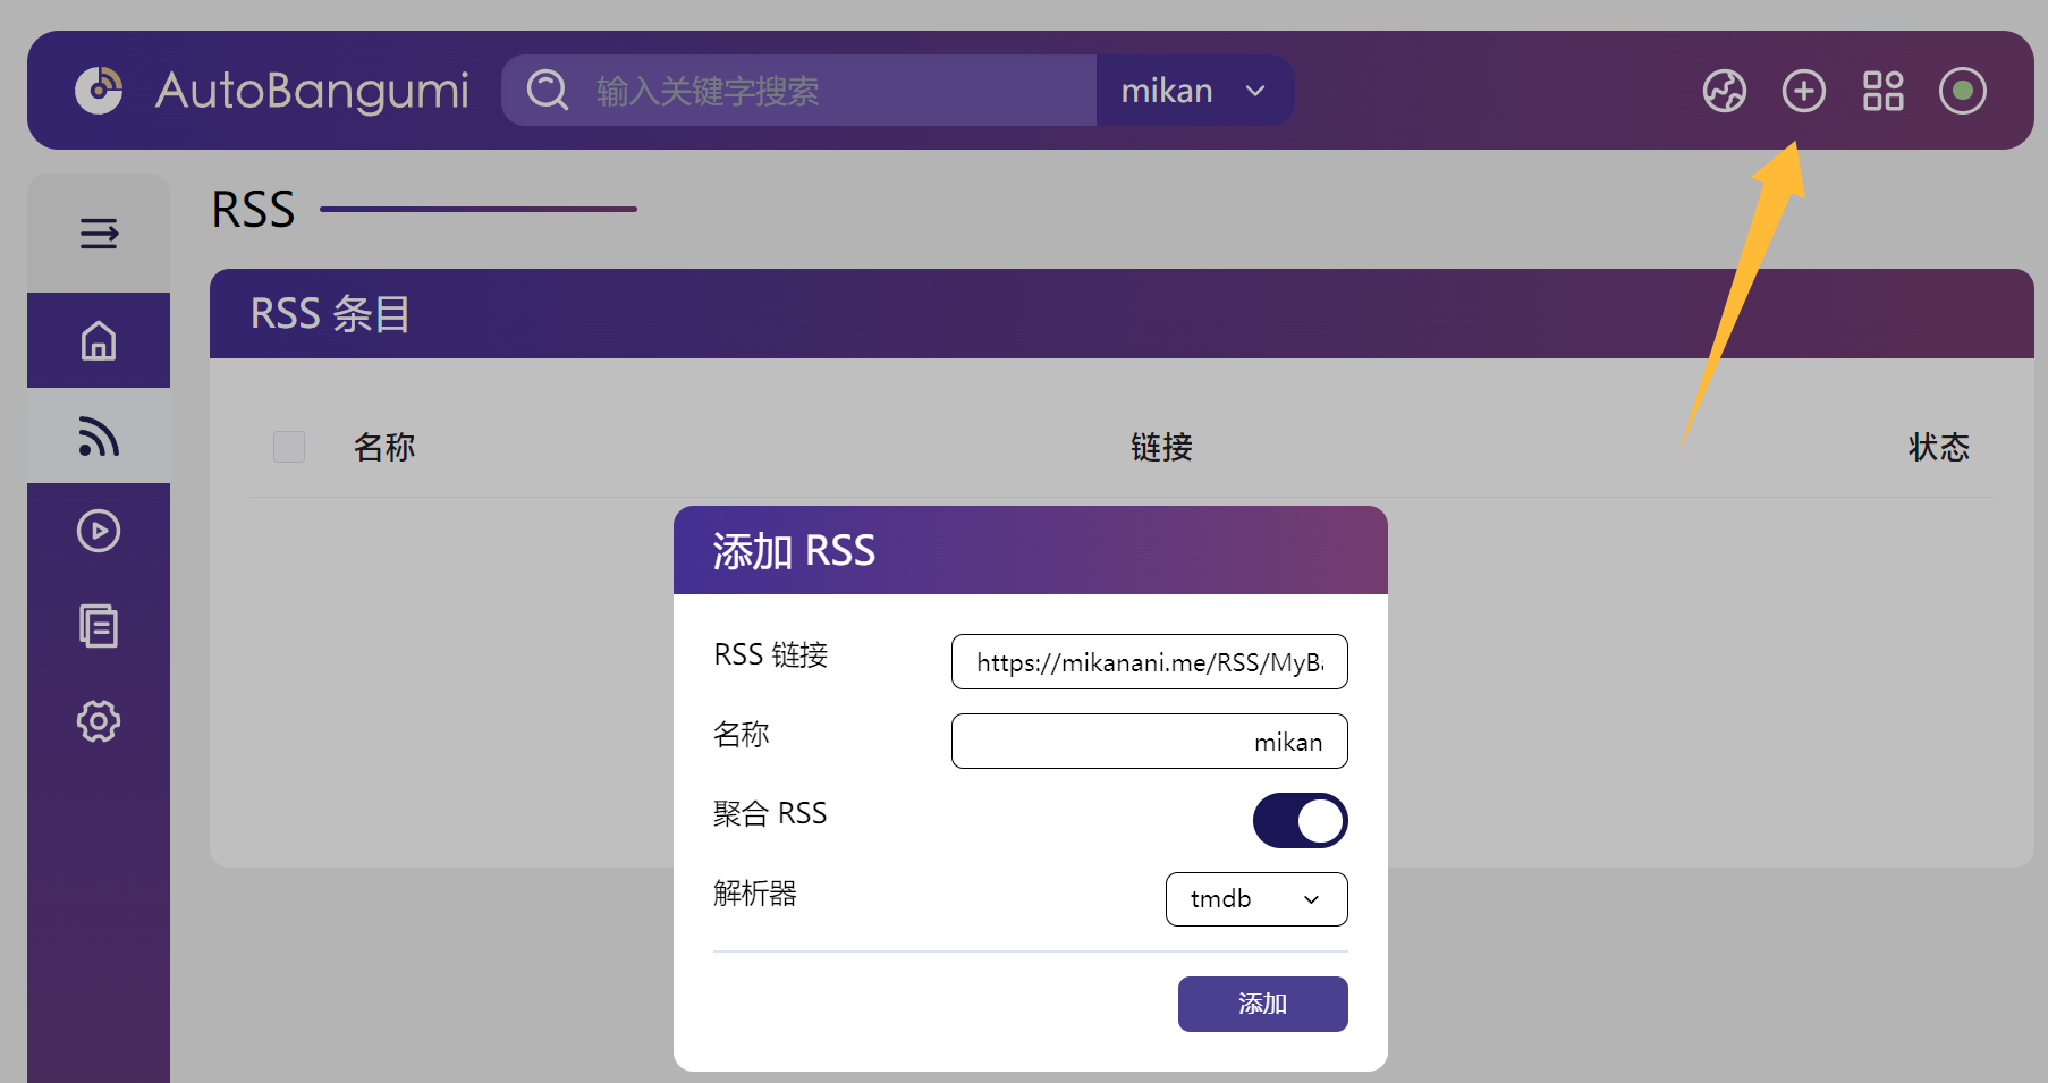 AutoBangumi
输入关键字搜索
mikan
RSS
RSS 条目
名称
链接
状态
添加 RSS
RSS 链接
https://mikanani.me/RSS/MyBa
名称
mikan
聚合 RSS
解析器
tmdb
添加